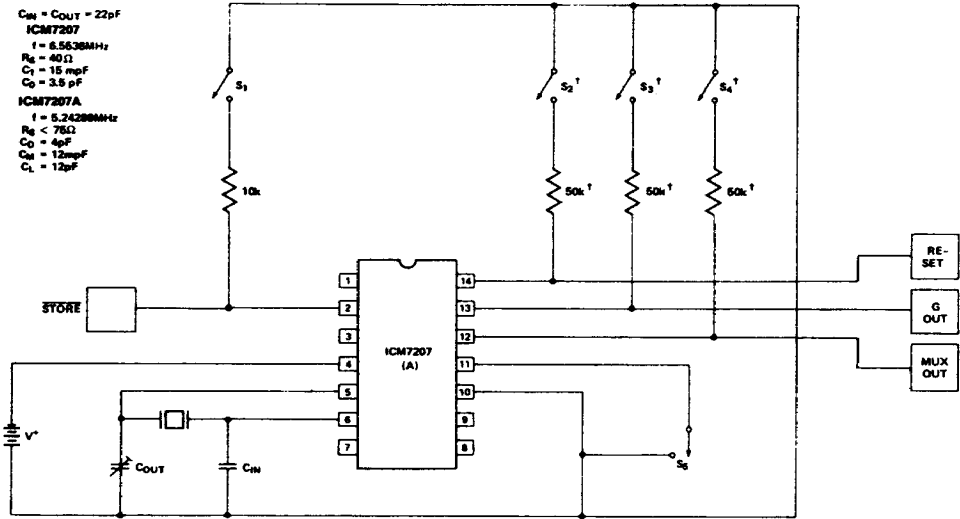 CIN = COUT = 22pF
ICM7207
f = 6.5536MHz
RS = 40Ω
C1 = 15 mpF
C0 = 3.5 pF
ICM7207A
f = 5.24288MHz
RS < 75Ω
CO = 4pF
CM = 12mpF
CL = 12pF
S1
S2†
S3†
S4†
10k
50k†
50k†
50k†
RE-
SET
STORE
G
OUT
MUX
OUT
1
2
3
4
5
6
7
14
13
12
11
10
9
8
ICM7207
(A)
V+
COUT
CIN
S5